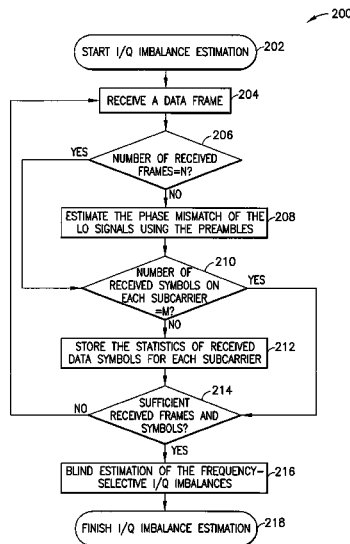 200
START I/Q IMBALANCE ESTIMATION
202
RECEIVE A DATA FRAME
204
206
YES
NUMBER OF RECEIVED
FRAMES=N?
NO
ESTIMATE THE PHASE MISMATCH OF THE
LO SIGNALS USING THE PREAMBLES
208
210
NUMBER OF
RECEIVED SYMBOLS ON
EACH SUBCARRIER
=M?
YES
NO
STORE THE STATISTICS OF RECEIVED
DATA SYMBOLS FOR EACH SUBCARRIER
212
214
NO
SUFFICIENT
RECEIVED FRAMES AND
SYMBOLS?
YES
BLIND ESTIMATION OF THE FREQUENCY-
SELECTIVE I/Q IMBALANCES
216
FINISH I/Q IMBALANCE ESTIMATION
218